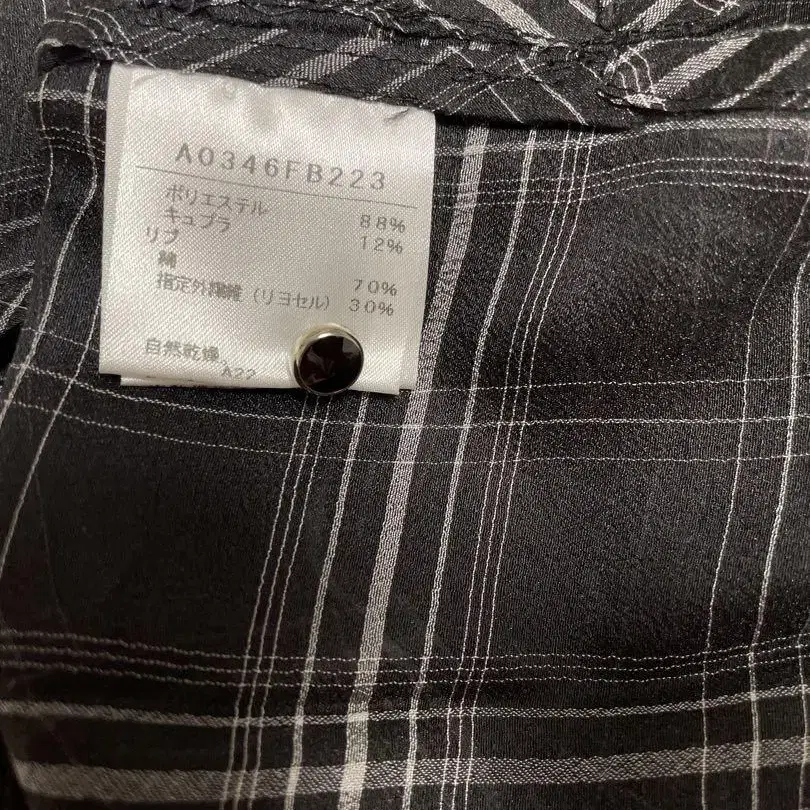 A0346FB223
ポリエステル 88%
キュプラ 12%
リブ
綿 70%
指定外繊維（リヨセル） 30%
自然乾燥
A22